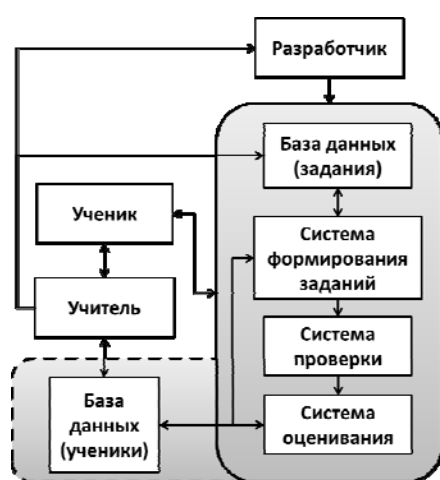 Разработчик
База данных
(задания)
Ученик
Система
формирования
заданий
Учитель
Система
проверки
База
данных
(ученики)
Система
оценивания